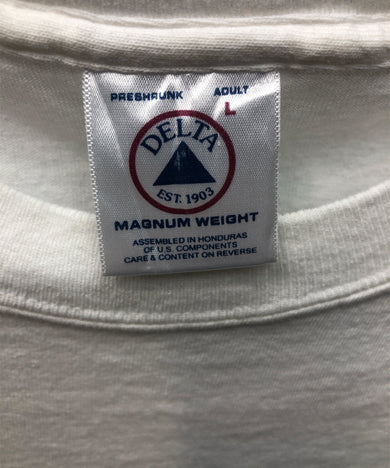 PRESHRUNK ADULT
L
DELTA
EST. 1903
MAGNUM WEIGHT
ASSEMBLED IN HONDURAS
OF U.S. COMPONENTS
CARE & CONTENT ON REVERSE